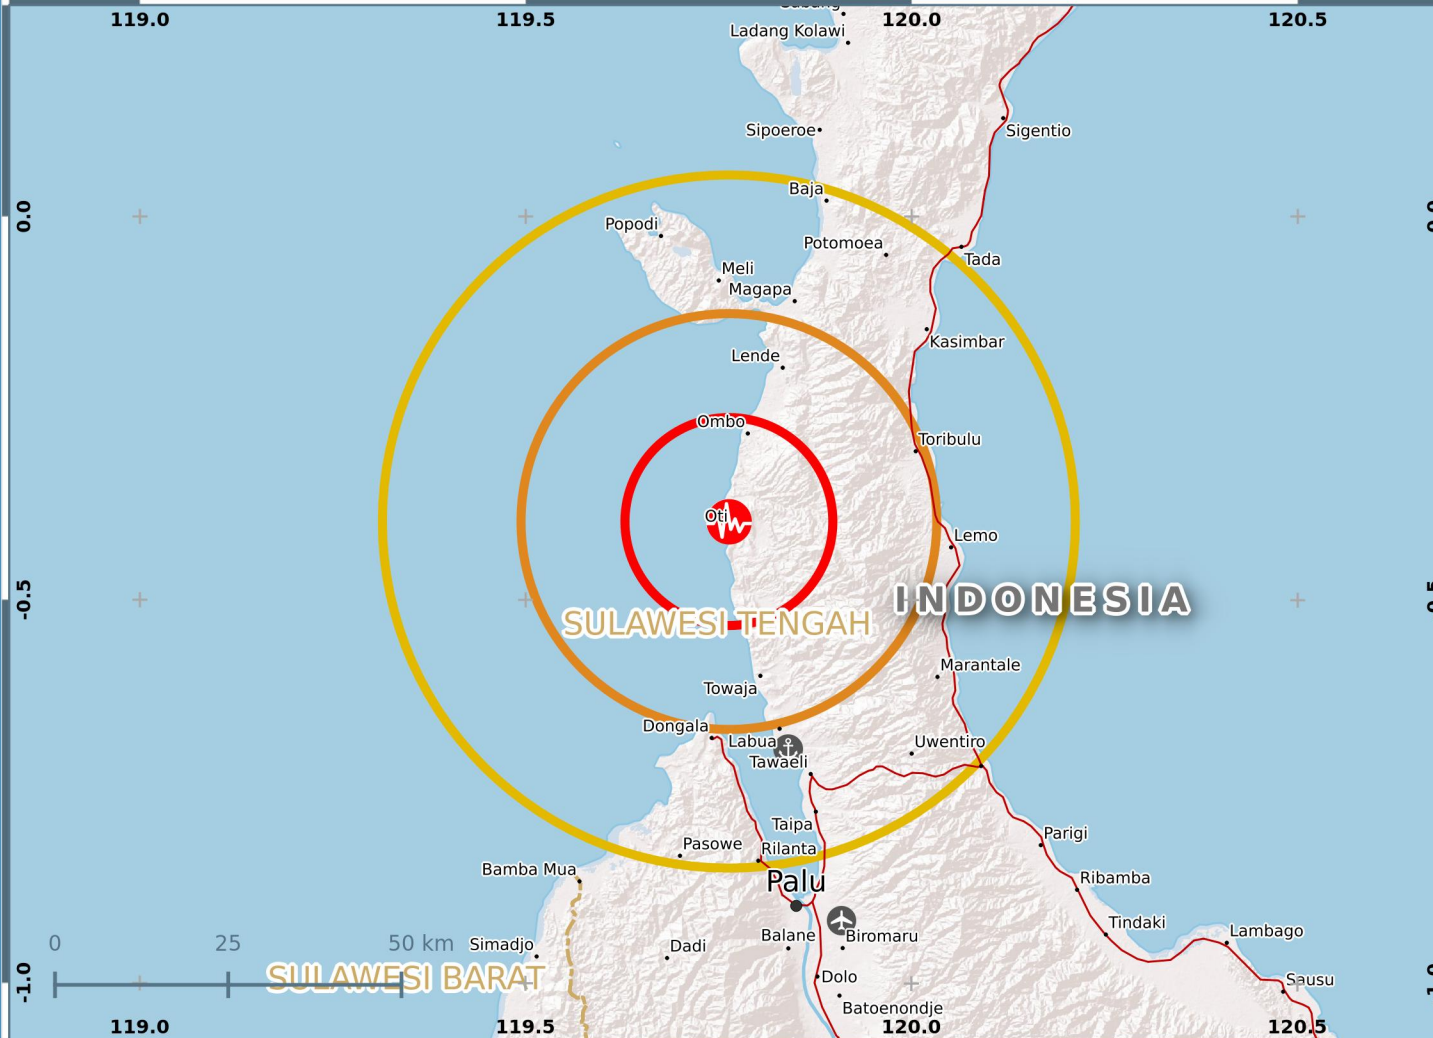 119.0
119.5
120.0
120.5
Ladang Kolawi
Sipoeroe
Sigentio
Baja
0.0
0.0
Popodi
Potomoea
Tada
Meli
Magapa
Kasimbar
Lende
Ombo
Toribulu
Oti
Lemo
-0.5
INDONESIA
SULAWESI TENGAH
Marantale
Towaja
Dongala
Labua
Uwentiro
Tawaeli
Taipa
Parigi
Pasowe
Rilanta
Bamba Mua
Palu
Ribamba
Tindaki
Lambago
0
25
50 km
Simadjo
Dadi
Balane
Biromaru
SULAWESI BARAT
Dolo
Sausu
-1.0
Batoenondje
119.0
119.5
120.0
120.5